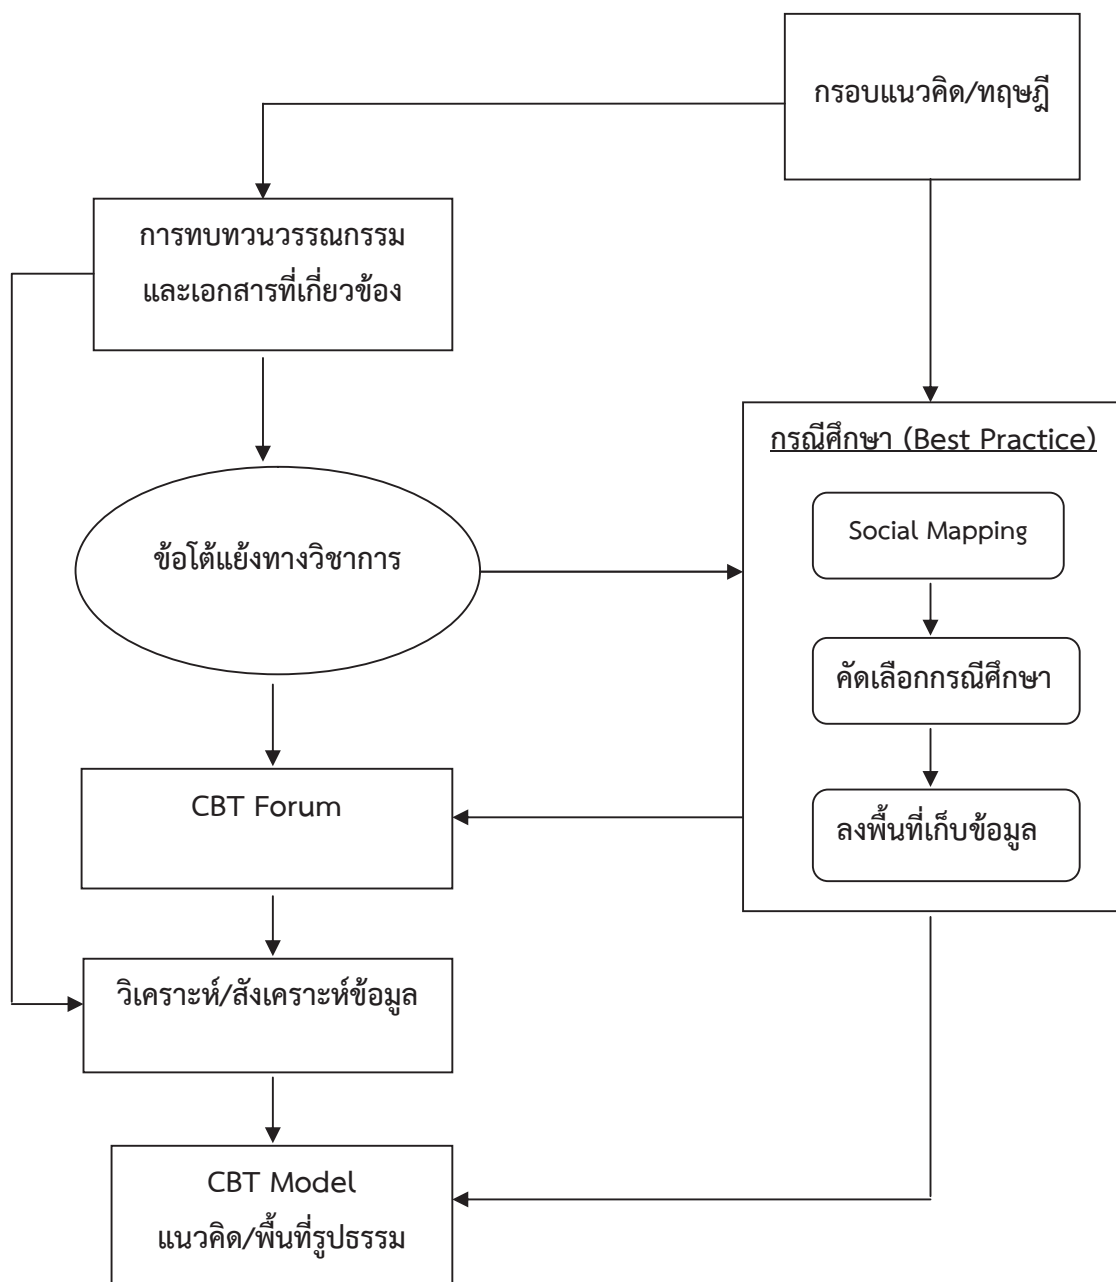 กรอบแนวคิด/ทฤษฎี
การทบทวนวรรณกรรม
และเอกสารที่เกี่ยวข้อง
กรณีศึกษา (Best Practice)
Social Mapping
ข้อโต้แย้งทางวิชาการ
คัดเลือกกรณีศึกษา
CBT Forum
ลงพื้นที่เก็บข้อมูล
วิเคราะห์/สังเคราะห์ข้อมูล
CBT Model
แนวคิด/พื้นที่รูปธรรม